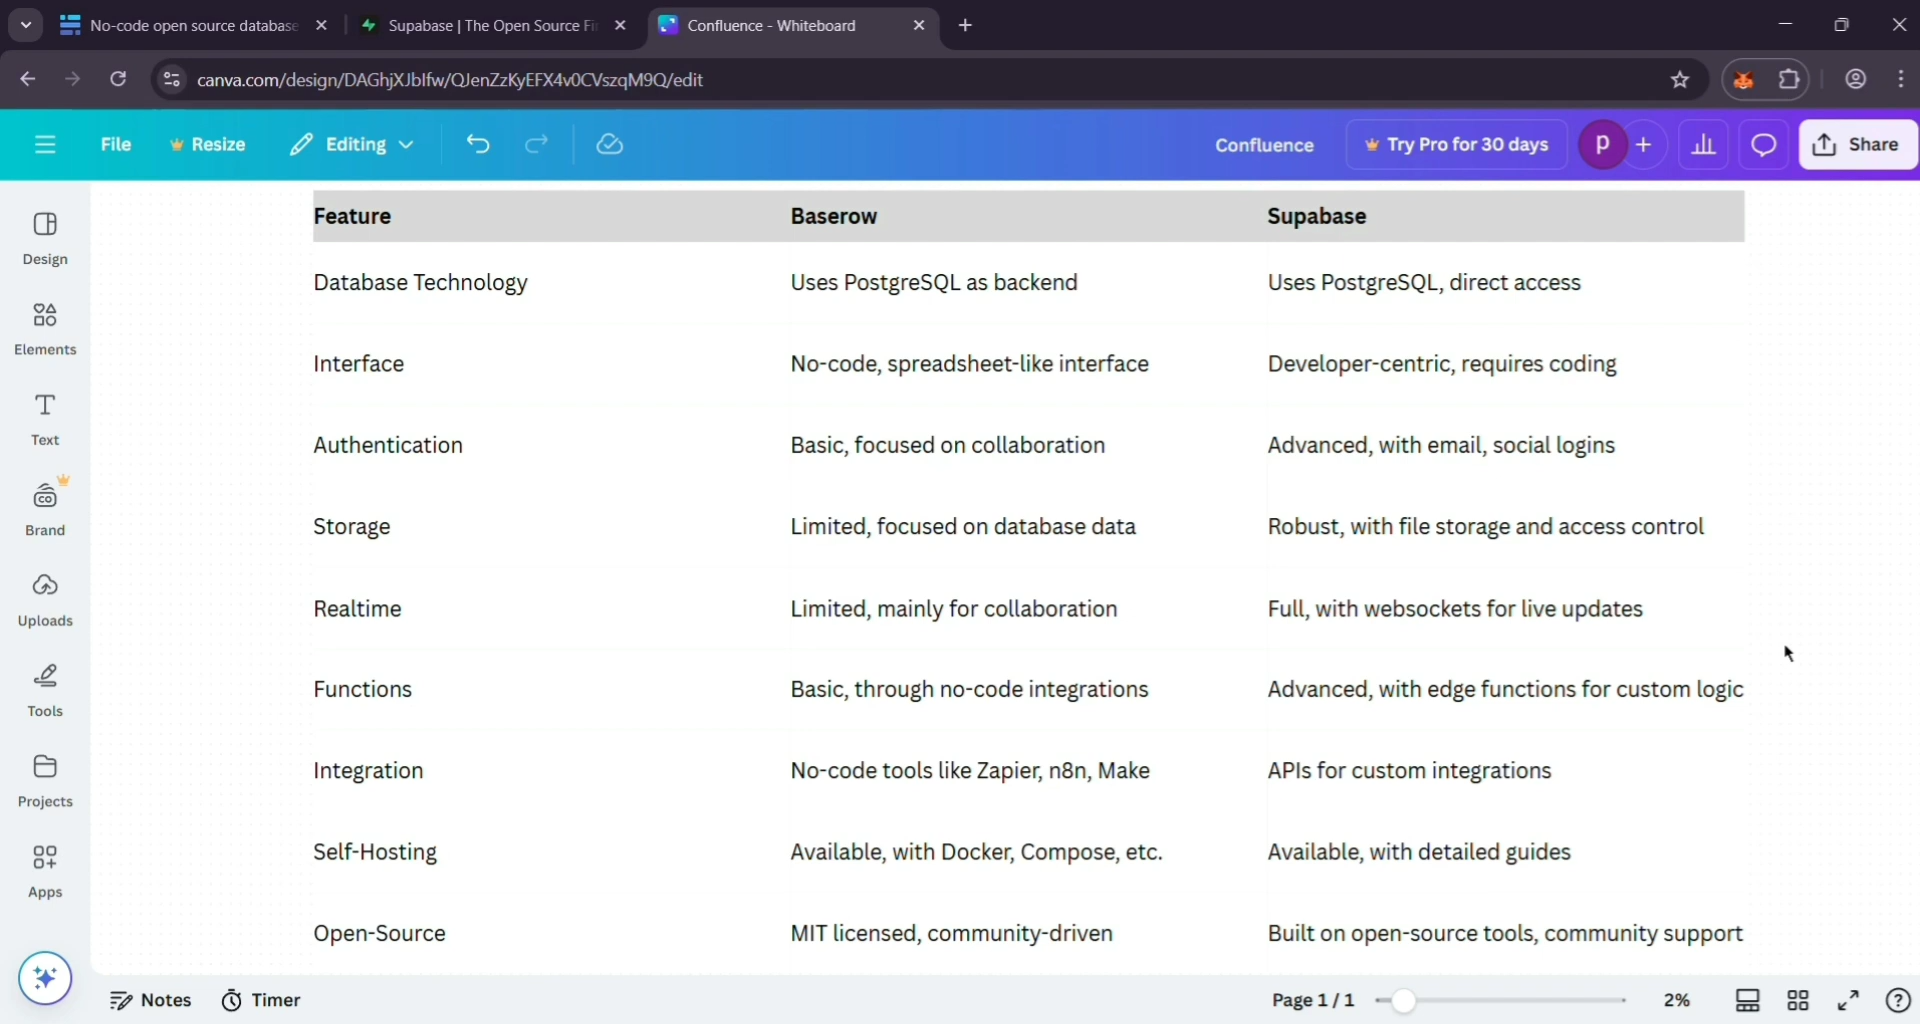 No-code open source database
Supabase | The Open Source Fi
Confluence - Whiteboard
canva.com/design/DAGhjXJblfw/QJenZzKyEFX4v0CVszqM9Q/edit
File
Resize
Editing
Confluence
Try Pro for 30 days
P
Share
Design
Elements
Text
Brand
Uploads
Tools
Projects
Apps
Feature Baserow Supabase
Database Technology Uses PostgreSQL as backend Uses PostgreSQL, direct access
Interface No-code, spreadsheet-like interface Developer-centric, requires coding
Authentication Basic, focused on collaboration Advanced, with email, social logins
Storage Limited, focused on database data Robust, with file storage and access control
Realtime Limited, mainly for collaboration Full, with websockets for live updates
Functions Basic, through no-code integrations Advanced, with edge functions for custom logic
Integration No-code tools like Zapier, n8n, Make APIs for custom integrations
Self-Hosting Available, with Docker, Compose, etc. Available, with detailed guides
Open-Source MIT licensed, community-driven Built on open-source tools, community support
Notes
Timer
Page 1 / 1
2%